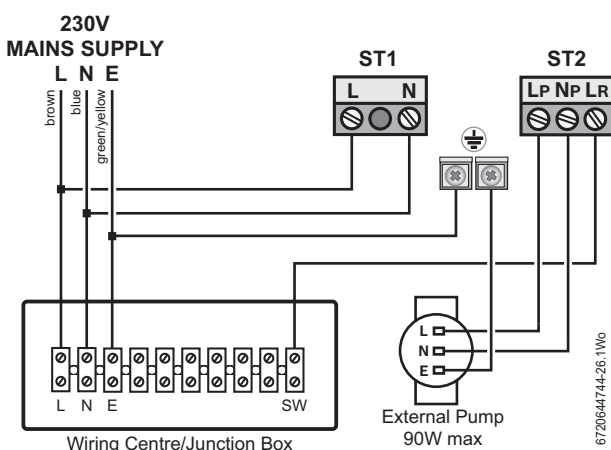 230V
MAINS SUPPLY
L N E
brown
blue
green/yellow
ST1
L N
ST2
LP NP LR
L
N
E
External Pump
90W max
L N E SW
Wiring Centre/Junction Box
6720644744-26.1Wo